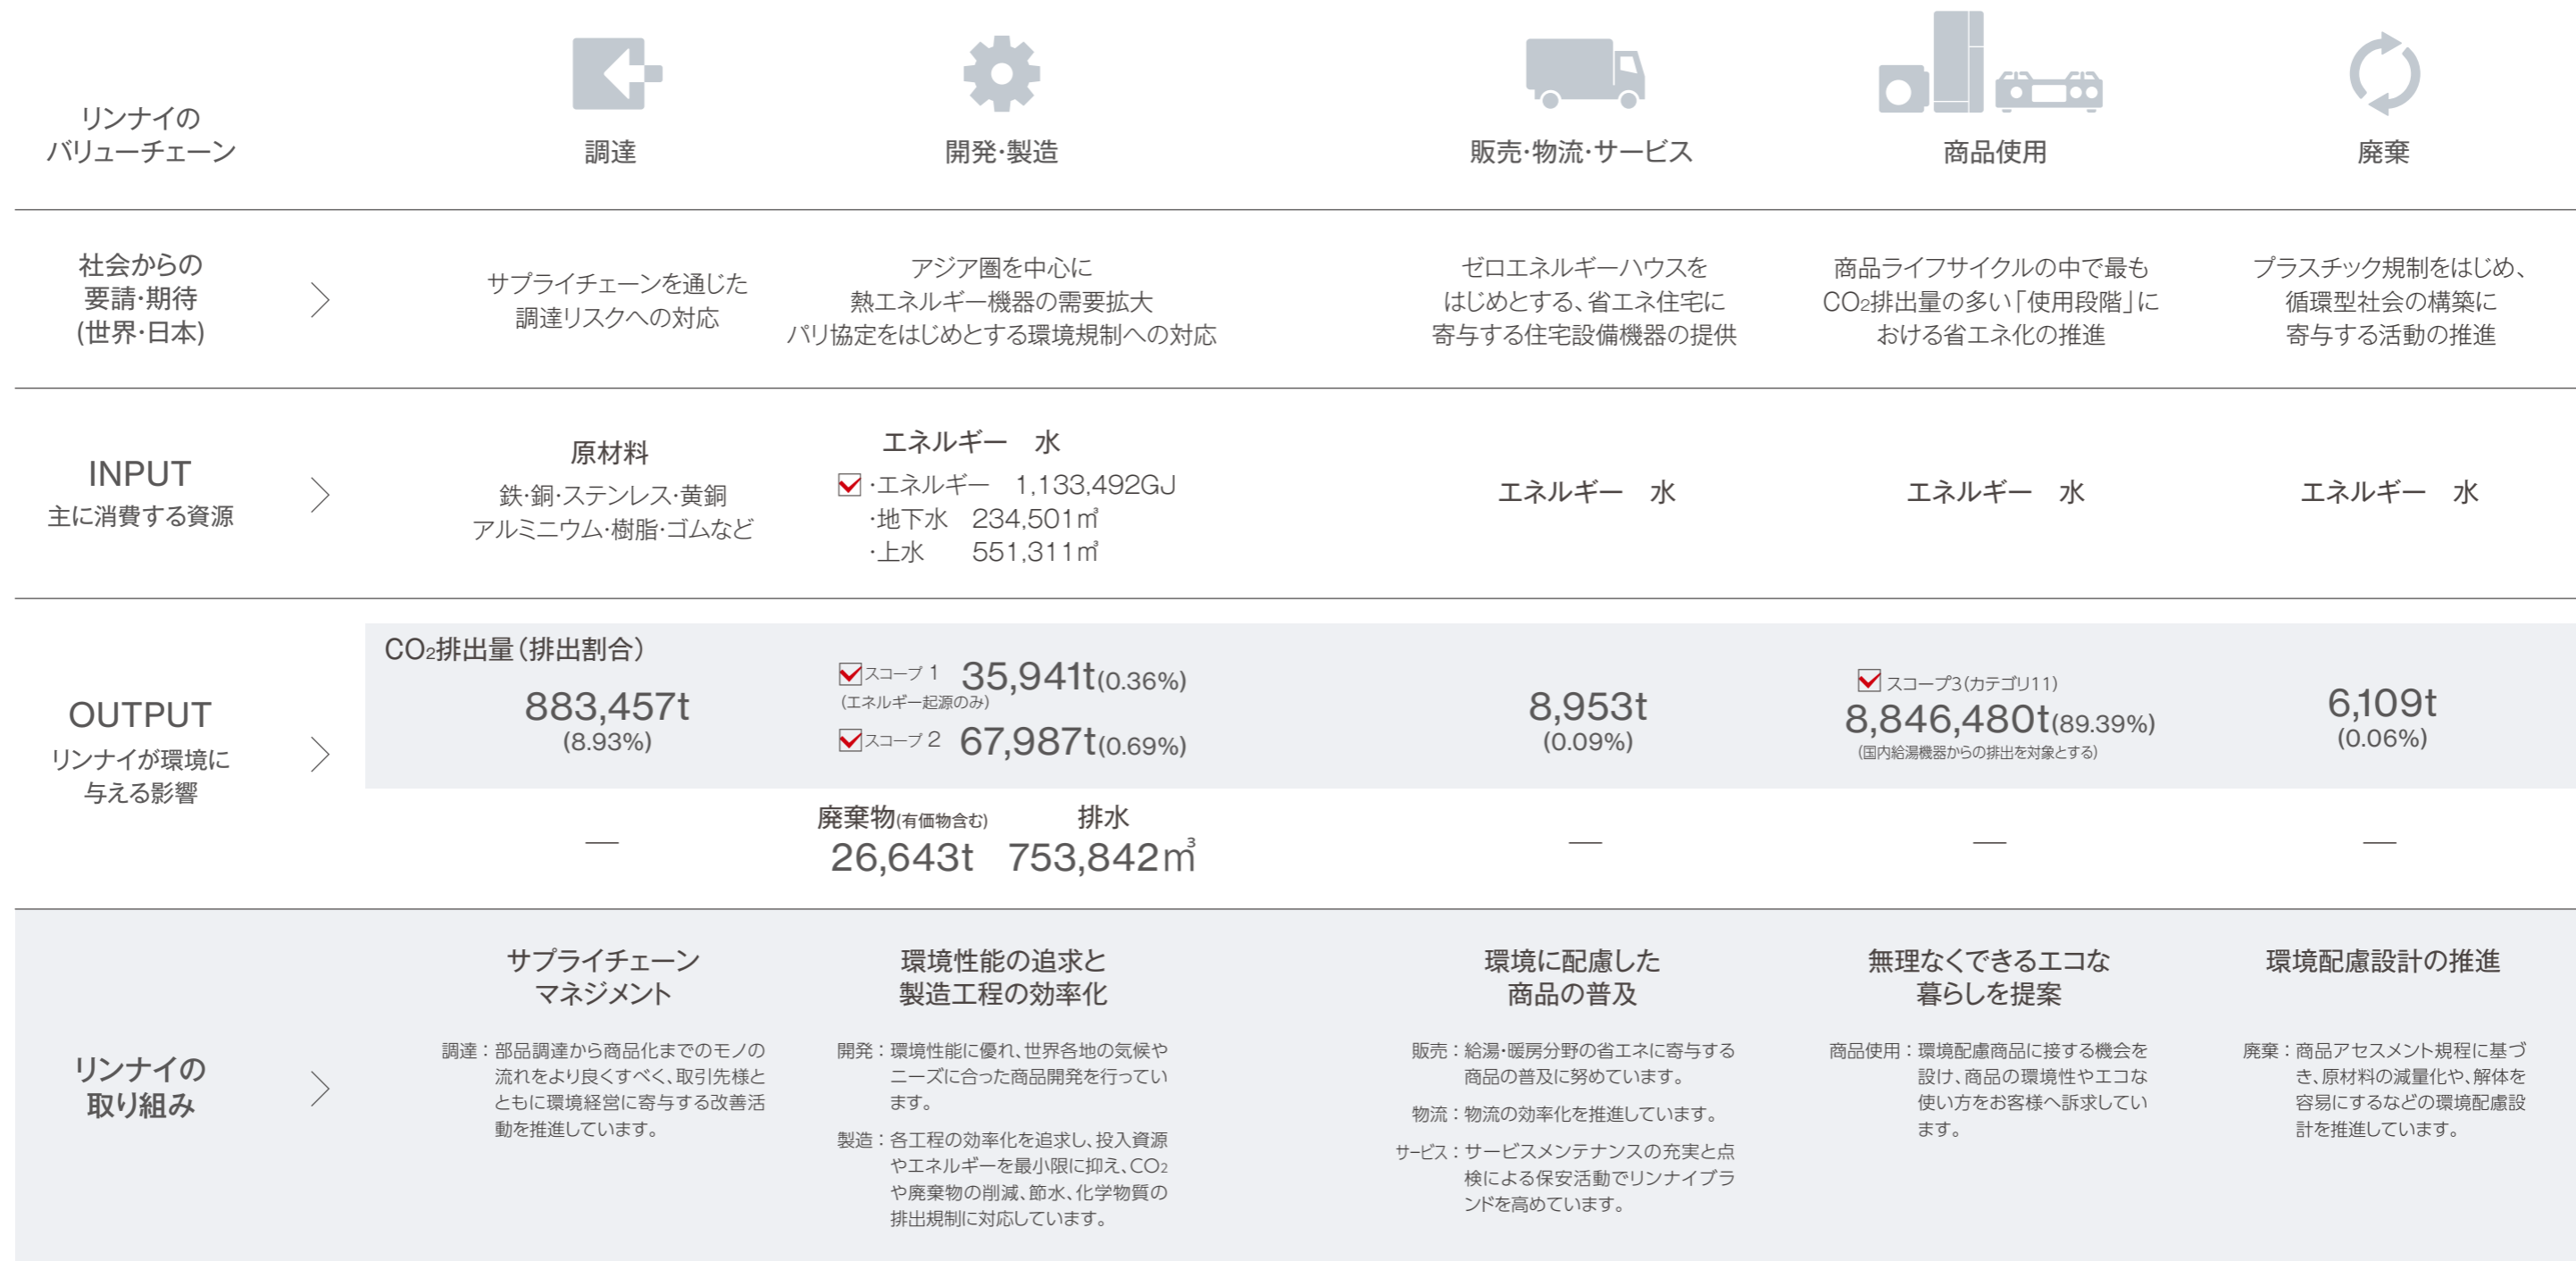 リンナイの
バリューチェーン
調達
開発・製造
販売・物流・サービス
商品使用
廃棄
社会からの
要請・期待
(世界・日本)
サプライチェーンを通じた
調達リスクへの対応
アジア圏を中心に
熱エネルギー機器の需要拡大
パリ協定をはじめとする環境規制への対応
ゼロエネルギーハウスを
はじめとする、省エネ住宅に
寄与する住宅設備機器の提供
商品ライフサイクルの中で最も
CO2排出量の多い「使用段階」に
おける省エネ化の推進
プラスチック規制をはじめ、
循環型社会の構築に
寄与する活動の推進
INPUT
主に消費する資源
原材料
鉄・銅・ステンレス・黄銅
アルミニウム・樹脂・ゴムなど
エネルギー 水
・エネルギー 1,133,492GJ
・地下水 234,501㎥
・上水 551,311㎥
エネルギー 水
エネルギー 水
エネルギー 水
OUTPUT
リンナイが環境に
与える影響
CO2排出量(排出割合)
883,457t
(8.93%)
スコープ 1 35,941t(0.36%)
(エネルギー起源のみ)
スコープ 2 67,987t(0.69%)
8,953t
(0.09%)
スコープ3(カテゴリ11)
8,846,480t(89.39%)
(国内給湯機器からの排出を対象とする)
6,109t
(0.06%)
—
廃棄物(有価物含む) 排水
26,643t 753,842㎥
—
—
—
リンナイの
取り組み
サプライチェーン
マネジメント
調達:部品調達から商品化までのモノの
流れをより良くすべく、取引先様と
ともに環境経営に寄与する改善活
動を推進しています。
環境性能の追求と
製造工程の効率化
開発:環境性能に優れ、世界各地の気候や
ニーズに合った商品開発を行ってい
ます。
製造:各工程の効率化を追求し、投入資源
やエネルギーを最小限に抑え、CO2
や廃棄物の削減、節水、化学物質の
排出規制に対応しています。
環境に配慮した
商品の普及
販売:給湯・暖房分野の省エネに寄与する
商品の普及に努めています。
物流:物流の効率化を推進しています。
サービス:サービスメンテナンスの充実と点
検による保安活動でリンナイブラ
ンドを高めています。
無理なくできるエコな
暮らしを提案
商品使用:環境配慮商品に接する機会を
設け、商品の環境性やエコな
使い方をお客様へ訴求してい
ます。
環境配慮設計の推進
廃棄:商品アセスメント規程に基づ
き、原材料の減量化や、解体を
容易にするなどの環境配慮設
計を推進しています。